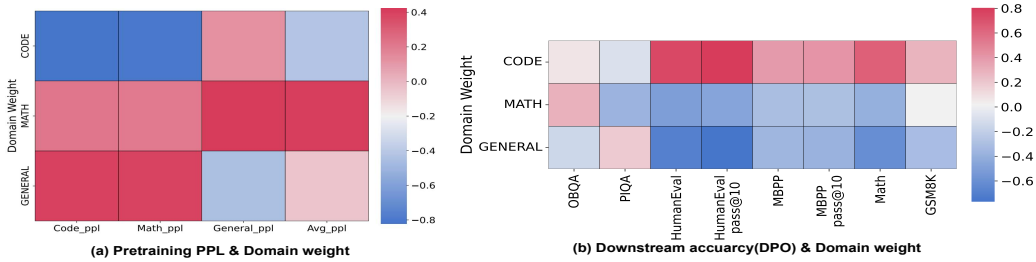 Domain Weight
CODE
MATH
GENERAL
Code_ppl
Math_ppl
General_ppl
Avg_ppl
0.4
0.2
0.0
−0.2
−0.4
−0.6
−0.8
(a) Pretraining PPL & Domain weight
Domain Weight
CODE
MATH
GENERAL
OBQA
PIQA
HumanEval
HumanEval
pass@10
MBPP
MBPP
pass@10
Math
GSM8K
0.8
0.6
0.4
0.2
0.0
−0.2
−0.4
−0.6
(b) Downstream accuarcy(DPO) & Domain weight